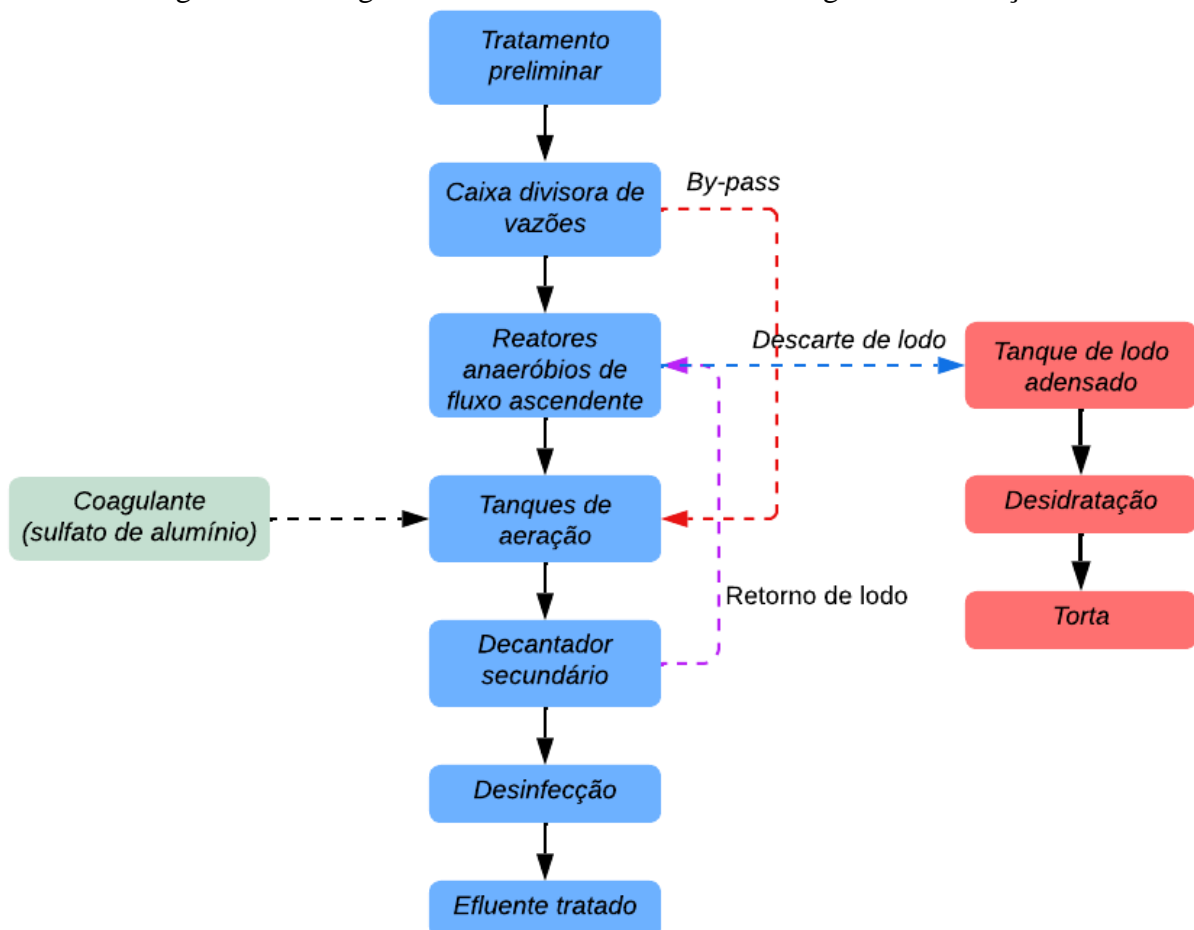 Tratamento
preliminar
Caixa divisora de
vazões
By-pass
Reatores
anaeróbios de
fluxo ascendente
Descarte de lodo
Tanque de lodo
adensado
Coagulante
(sulfato de alumínio)
Tanques de
aeração
Desidratação
Retorno de lodo
Torta
Decantador
secundário
Desinfecção
Efluente tratado